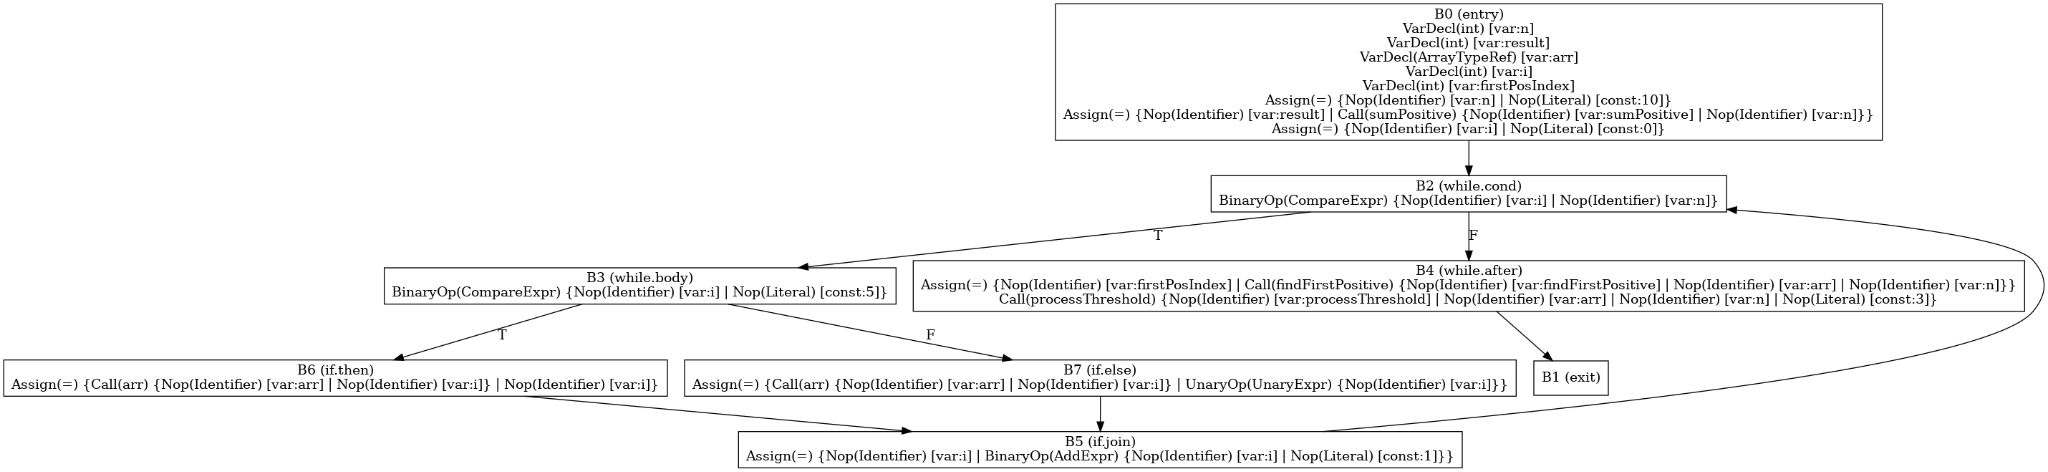 B0 (entry)
VarDecl(int) [var:n]
VarDecl(int) [var:result]
VarDecl(ArrayTypeRef) [var:arr]
VarDecl(int) [var:i]
VarDecl(int) [var:firstPosIndex]
Assign(=) {Nop(Identifier) [var:n] | Nop(Literal) [const:10]}
Assign(=) {Nop(Identifier) [var:result] | Call(sumPositive) {Nop(Identifier) [var:sumPositive] | Nop(Identifier) [var:n]}}
Assign(=) {Nop(Identifier) [var:i] | Nop(Literal) [const:0]}
B2 (while.cond)
BinaryOp(CompareExpr) {Nop(Identifier) [var:i] | Nop(Identifier) [var:n]}
T
F
B3 (while.body)
BinaryOp(CompareExpr) {Nop(Identifier) [var:i] | Nop(Literal) [const:5]}
B4 (while.after)
Assign(=) {Nop(Identifier) [var:firstPosIndex] | Call(findFirstPositive) {Nop(Identifier) [var:findFirstPositive] | Nop(Identifier) [var:arr] | Nop(Identifier) [var:n]}}
Call(processThreshold) {Nop(Identifier) [var:processThreshold] | Nop(Identifier) [var:arr] | Nop(Identifier) [var:n] | Nop(Literal) [const:3]}
T
F
B6 (if.then)
Assign(=) {Call(arr) {Nop(Identifier) [var:arr] | Nop(Identifier) [var:i]} | Nop(Identifier) [var:i]}
B7 (if.else)
Assign(=) {Call(arr) {Nop(Identifier) [var:arr] | Nop(Identifier) [var:i]} | UnaryOp(UnaryExpr) {Nop(Identifier) [var:i]}}
B1 (exit)
B5 (if.join)
Assign(=) {Nop(Identifier) [var:i] | BinaryOp(AddExpr) {Nop(Identifier) [var:i] | Nop(Literal) [const:1]}}